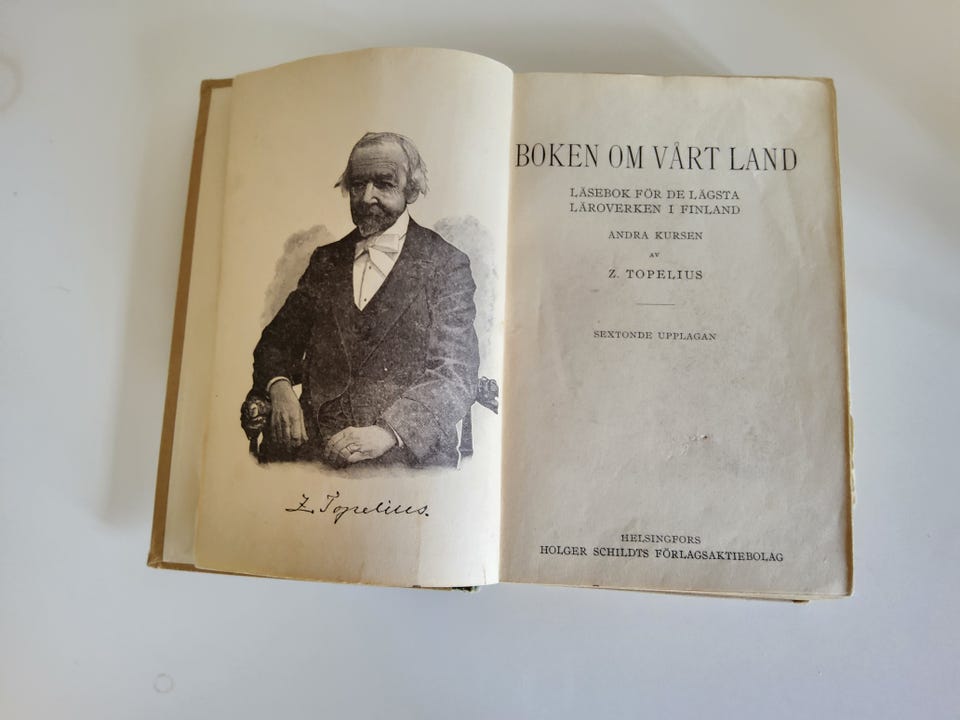 Z. Topelius.
BOKEN OM VÅRT LAND
LÄSEBOK FÖR DE LÄGSTA
LÄROVERKEN I FINLAND
ANDRA KURSEN
AV
Z. TOPELIUS
SEXTONDE UPPLAGAN
HELSINGFORS
HOLGER SCHILDTS FÖRLAGSAKTIEBOLAG